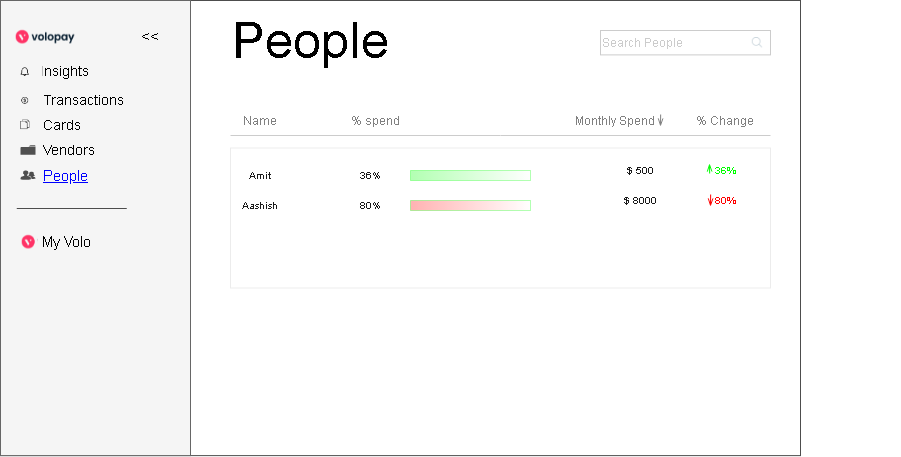 volopay <<
Insights
Transactions
Cards
Vendors
People
My Volo
People
Search People
Name % spend Monthly Spend % Change
Amit 36% $ 500 36%
Aashish 80% $ 8000 80%